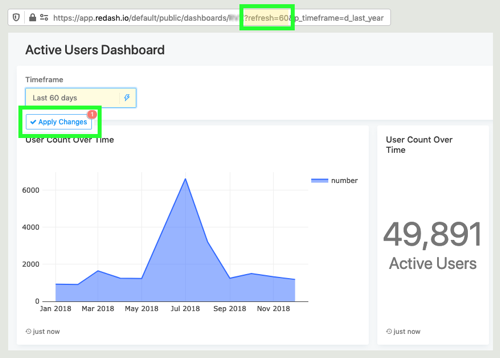 https://app.redash.io/default/public/dashboards/ ?refresh=60&p_timeframe=d_last_year
Active Users Dashboard
Timeframe
Last 60 days
Apply Changes
1
User Count Over Time
number
6000
4000
2000
0
Jan 2018 Mar 2018 May 2018 Jul 2018 Sep 2018 Nov 2018
just now
User Count Over
Time
49,891
Active Users
just now